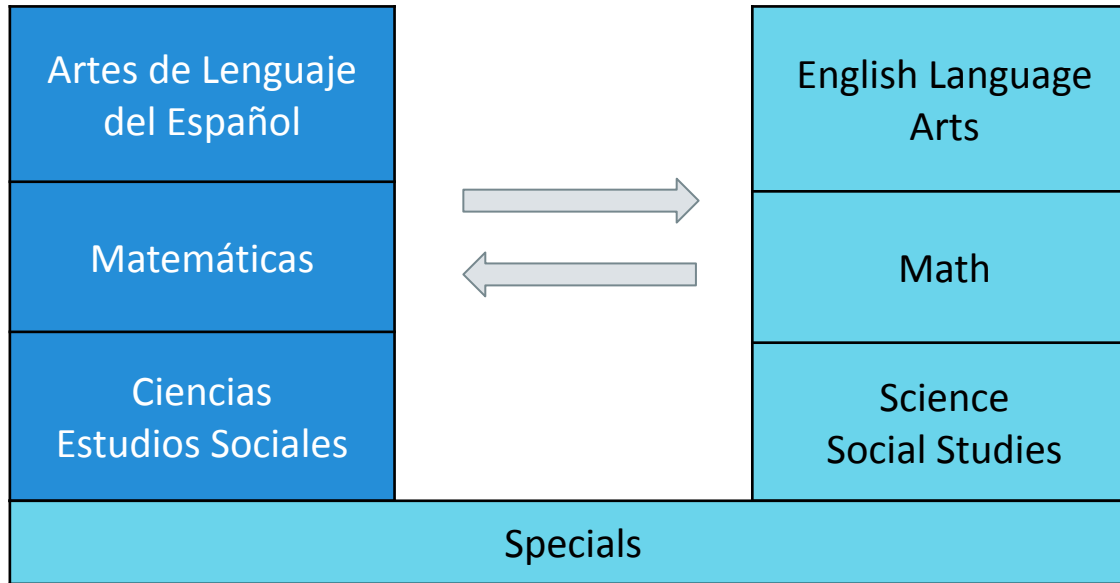 Artes de Lenguaje
del Español
Matemáticas
Ciencias
Estudios Sociales
English Language
Arts
Math
Science
Social Studies
Specials